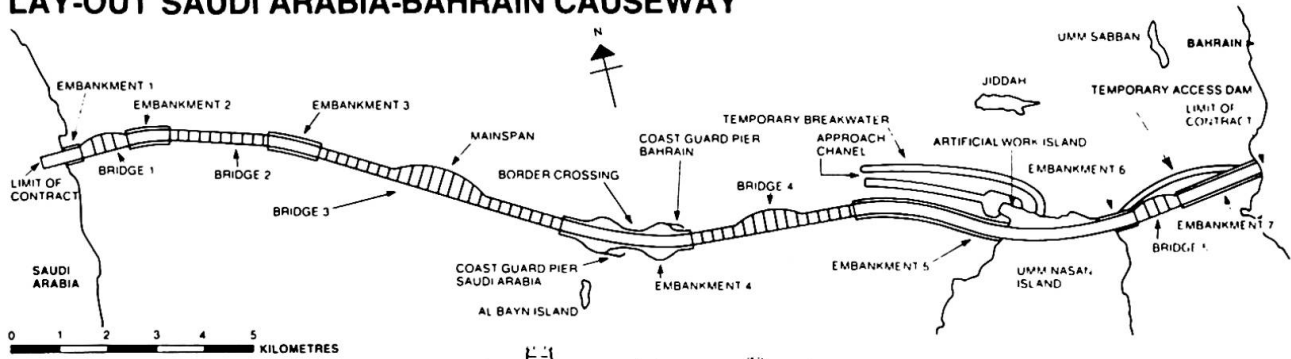 LAY-OUT SAUDI ARABIA-BAHRAIN CAUSEWAY
N
UMM SABBAN
BAHRAIN
EMBANKMENT 1
EMBANKMENT 2
EMBANKMENT 3
MAINSPAN
TEMPORARY BREAKWATER
APPROACH
CHANEL
COAST GUARD PIER
BAHRAIN
JIDDAH
TEMPORARY ACCESS DAM
LIMIT OF
CONTRACT
ARTIFICIAL WORK ISLAND
EMBANKMENT 6
LIMIT OF
CONTRACT
BRIDGE 1
BRIDGE 2
BRIDGE 3
BORDER CROSSING
BRIDGE 4
EMBANKMENT 7
BRIDGE 5
SAUDI
ARABIA
COAST GUARD PIER
SAUDI ARABIA
EMBANKMENT 4
EMBANKMENT 5
UMM NASAN
ISLAND
AL BAYN ISLAND
0 1 2 3 4 5
KILOMETRES